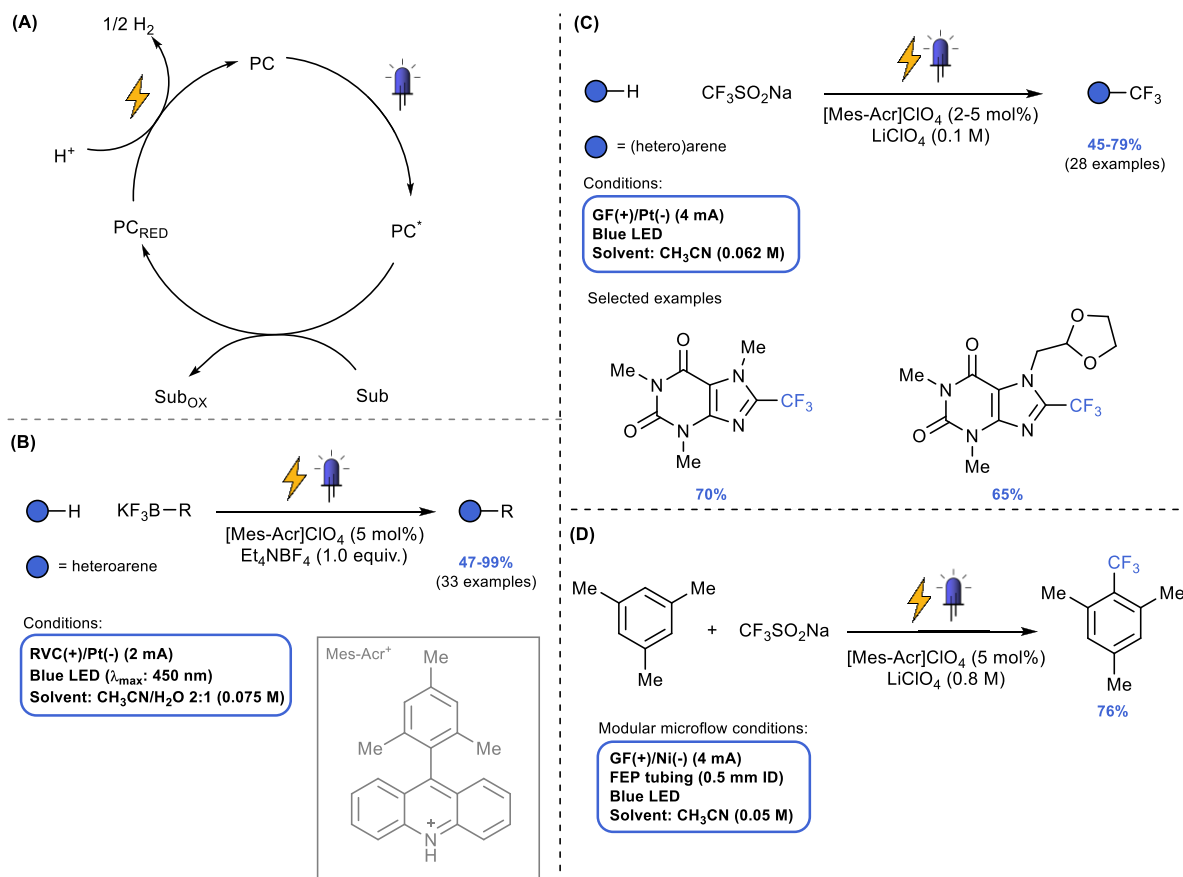 (A)
1/2 H₂
PC
H⁺
PC_RED
PC*
Sub_OX
Sub
(B)
H
KF₃B−R
[Mes-Acr]ClO₄ (5 mol%)
Et₄NBF₄ (1.0 equiv.)
R
= heteroarene
47-99%
(33 examples)
Conditions:
RVC(+)/Pt(-) (2 mA)
Blue LED (λmax: 450 nm)
Solvent: CH₃CN/H₂O 2:1 (0.075 M)
Mes-Acr⁺
Me
Me
Me
+
N
H
(C)
H
CF₃SO₂Na
[Mes-Acr]ClO₄ (2-5 mol%)
LiClO₄ (0.1 M)
CF₃
= (hetero)arene
45-79%
(28 examples)
Conditions:
GF(+)/Pt(-) (4 mA)
Blue LED
Solvent: CH₃CN (0.062 M)
Selected examples
O
Me
Me
N
N
CF₃
O
N
N
Me
70%
O
O
O
Me
N
N
CF₃
O
N
N
Me
65%
(D)
Me
Me
Me
+
CF₃SO₂Na
[Mes-Acr]ClO₄ (5 mol%)
LiClO₄ (0.8 M)
CF₃
Me
Me
Me
76%
Modular microflow conditions:
GF(+)/Ni(-) (4 mA)
FEP tubing (0.5 mm ID)
Blue LED
Solvent: CH₃CN (0.05 M)